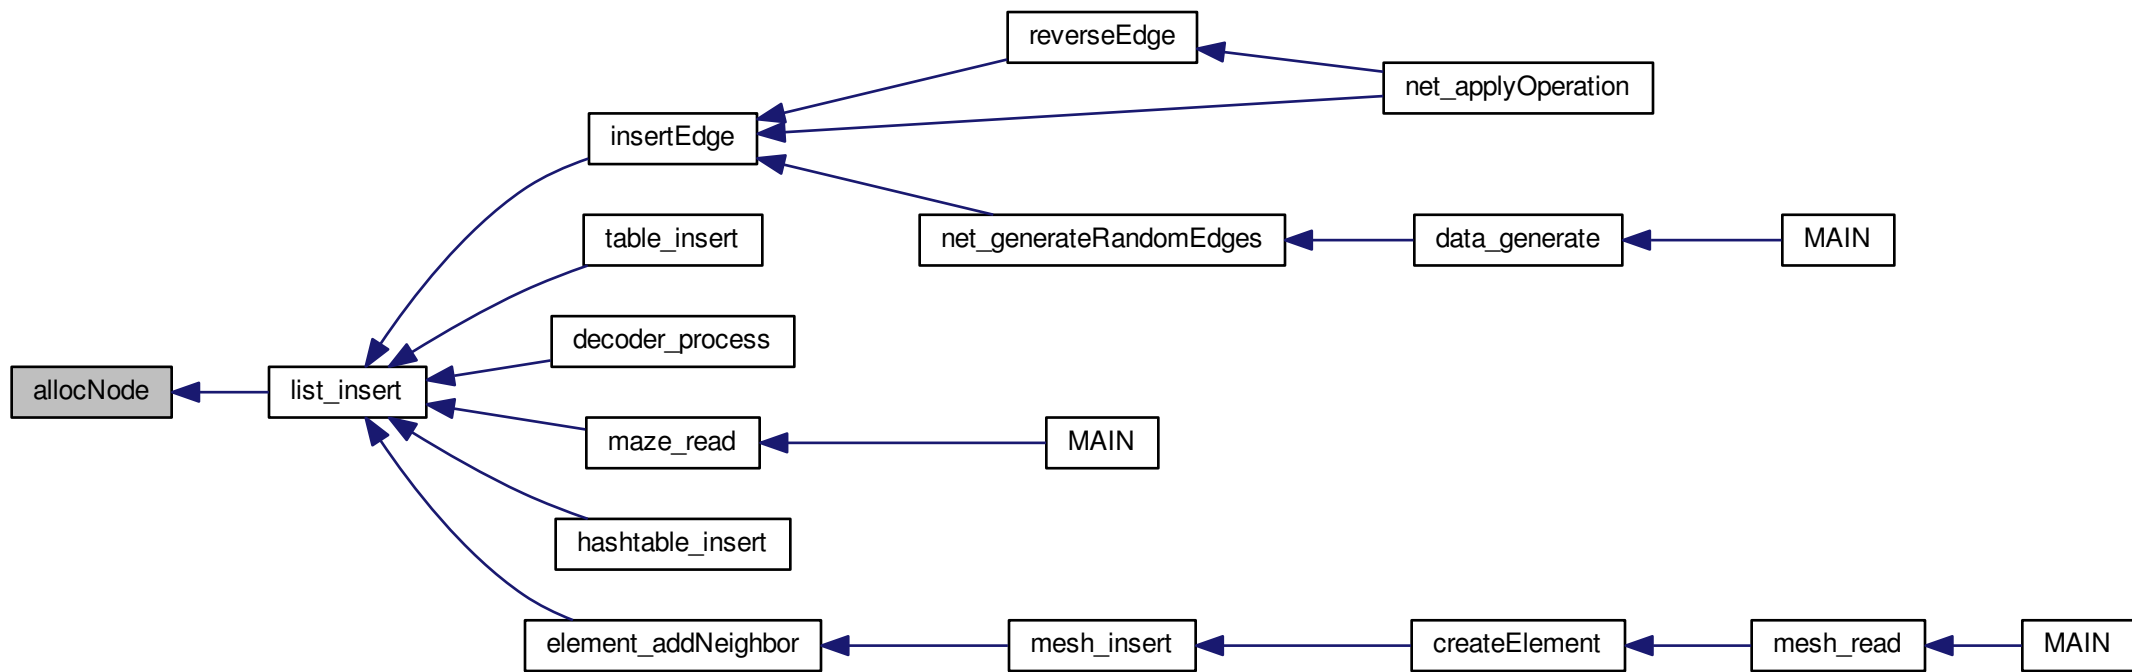 reverseEdge
net_applyOperation
insertEdge
table_insert
net_generateRandomEdges
data_generate
MAIN
decoder_process
allocNode
list_insert
maze_read
MAIN
hashtable_insert
element_addNeighbor
mesh_insert
createElement
mesh_read
MAIN